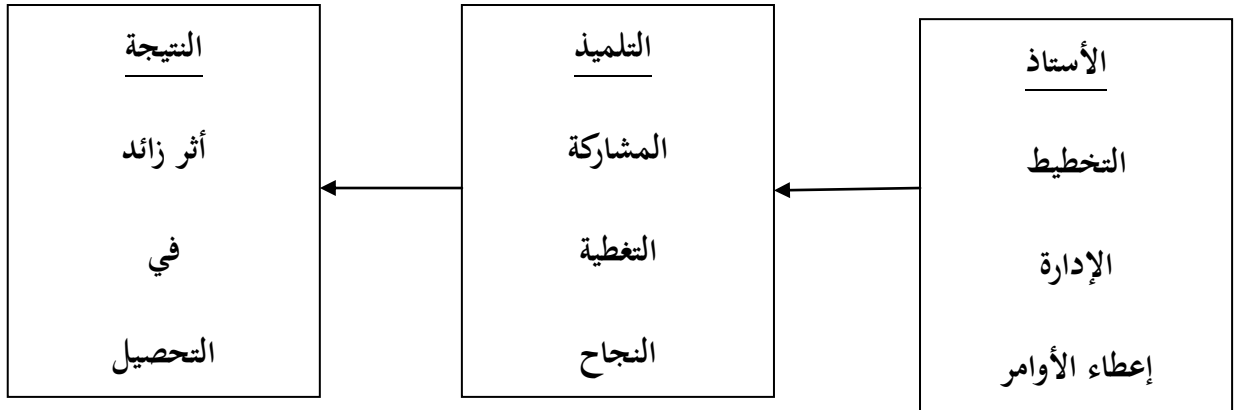 الأستاذ
التخطيط
الإدارة
إعطاء الأوامر
التلميذ
المشاركة
التغطية
النجاح
النتيجة
أثر زائد
في
التحصيل